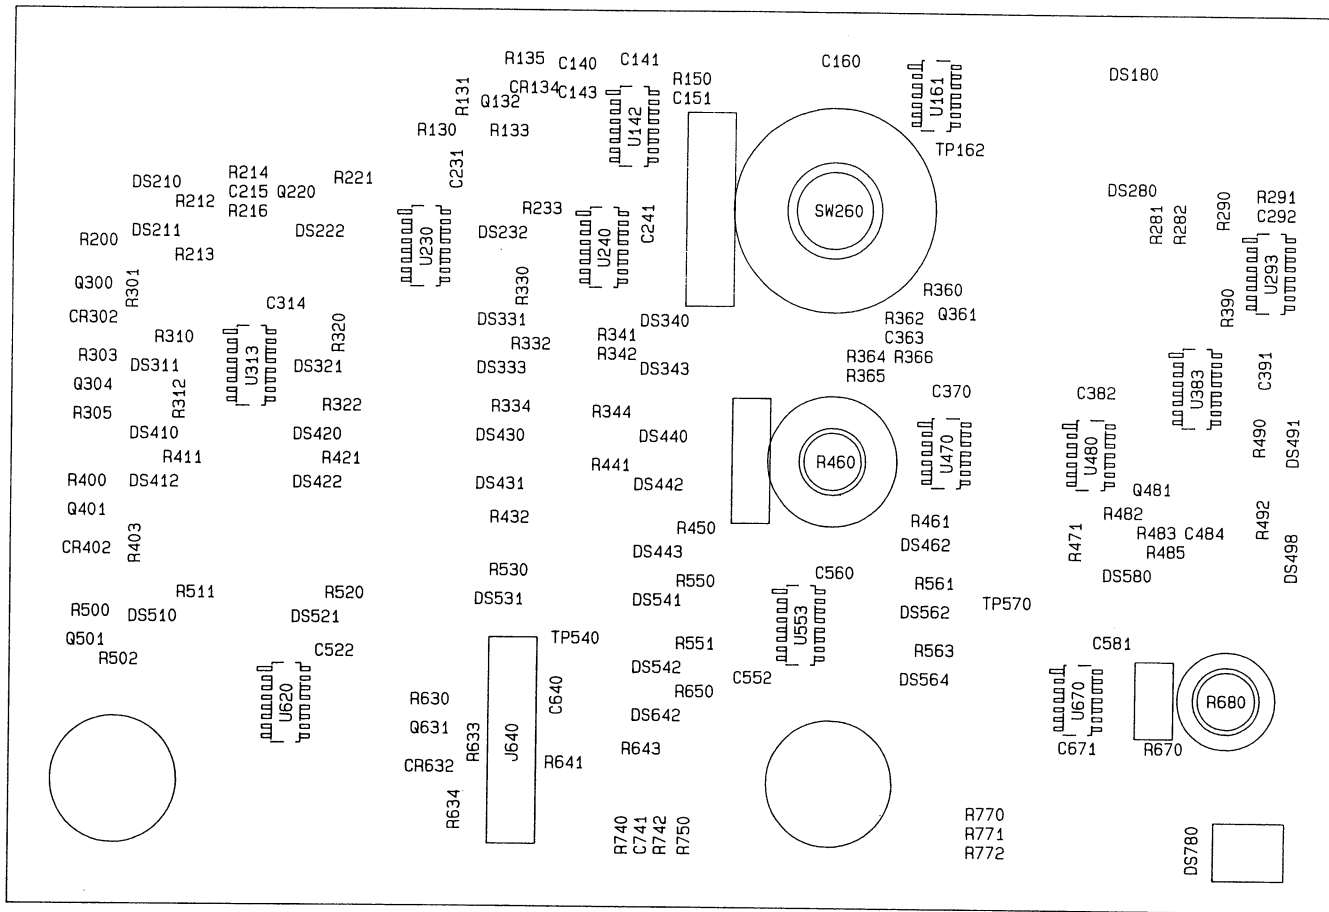 R135
C140
C141
C160
DS180
R150
C151
CR134
C143
R131
Q132
U142
U161
R130
R133
TP162
C231
DS210
R214
C215
Q220
R221
R212
R216
DS280
R291
C292
R290
SW260
R233
DS211
DS222
U230
DS232
U240
C241
R281
R282
R200
R213
U293
Q300
R301
R330
R360
C314
R390
CR302
DS331
DS340
R362
Q361
R310
R320
R332
R341
C363
R303
DS311
U313
DS321
DS333
R342
DS343
R364
R366
R365
Q304
R312
C391
U383
R305
R322
R334
R344
C370
C382
DS410
DS420
DS430
DS440
R490
DS491
R411
R421
R441
R460
U470
U480
R400
DS412
DS422
DS431
DS442
Q481
Q401
R432
R450
R461
R482
R492
CR402
R403
DS443
DS462
R471
R483
C484
R485
DS498
R530
C560
DS580
R511
R520
R550
R561
R500
DS510
DS521
DS531
DS541
DS562
TP570
Q501
TP540
U553
R502
C522
R551
R563
C581
DS542
C552
DS564
U620
R630
C640
R650
U670
R680
Q631
DS642
R633
J640
R643
C671
R670
CR632
R641
R634
R740
C741
R742
R750
R770
R771
R772
DS780